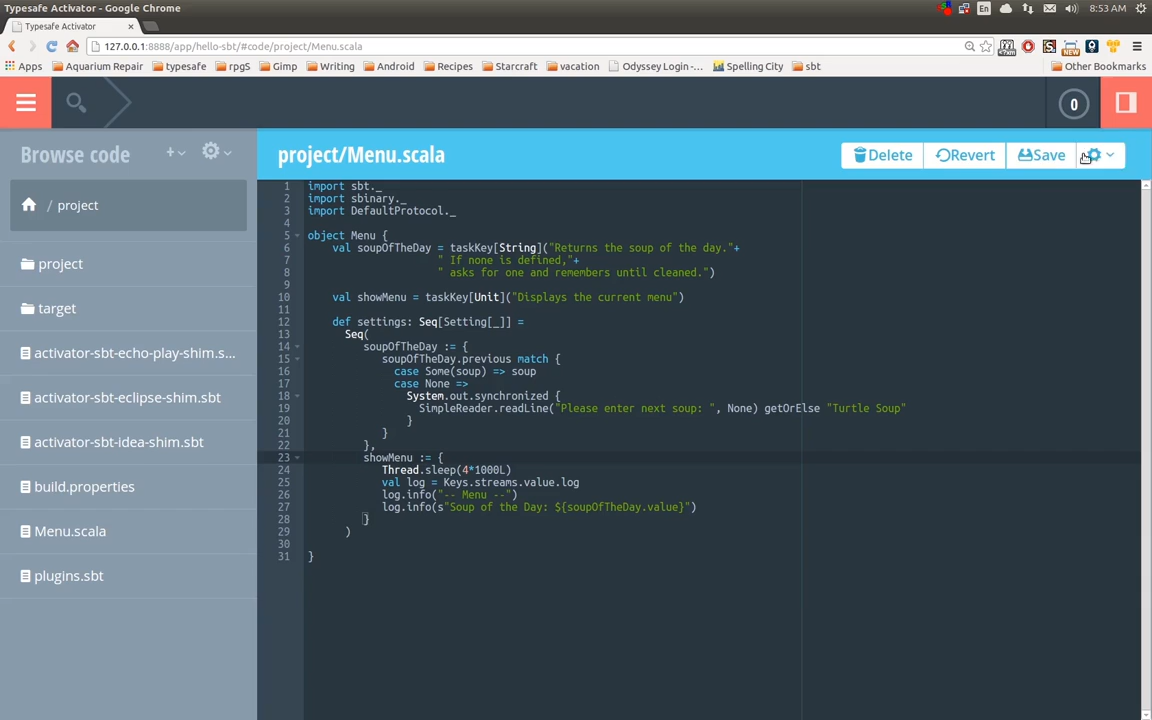 Typesafe Activator - Google Chrome
En
8:53 AM
Typesafe Activator ×
127.0.0.1:8888/app/hello-sbt/#code/project/Menu.scala
Apps Aquarium Repair typesafe rpgS Gimp Writing Android Recipes Starcraft vacation Odyssey Login -... Spelling City sbt Other Bookmarks
0
Browse code
project/Menu.scala
Delete Revert Save
/ project
project
target
activator-sbt-echo-play-shim.s...
activator-sbt-eclipse-shim.sbt
activator-sbt-idea-shim.sbt
build.properties
Menu.scala
plugins.sbt
1 import sbt._
2 import sbinary._
3 import DefaultProtocol._
4
5 object Menu {
6 val soupOfTheDay = taskKey[String]("Returns the soup of the day."+
7 " If none is defined,"+
8 " asks for one and remembers until cleaned.")
9
10 val showMenu = taskKey[Unit]("Displays the current menu")
11
12 def settings: Seq[Setting[_]] =
13 Seq(
14 soupOfTheDay := {
15 soupOfTheDay.previous match {
16 case Some(soup) => soup
17 case None =>
18 System.out.synchronized {
19 SimpleReader.readLine("Please enter next soup: ", None) getOrElse "Turtle Soup"
20 }
21 }
22 },
23 showMenu := {
24 Thread.sleep(4*1000L)
25 val log = Keys.streams.value.log
26 log.info("-- Menu --")
27 log.info(s"Soup of the Day: ${soupOfTheDay.value}")
28 }
29 )
30
31 }